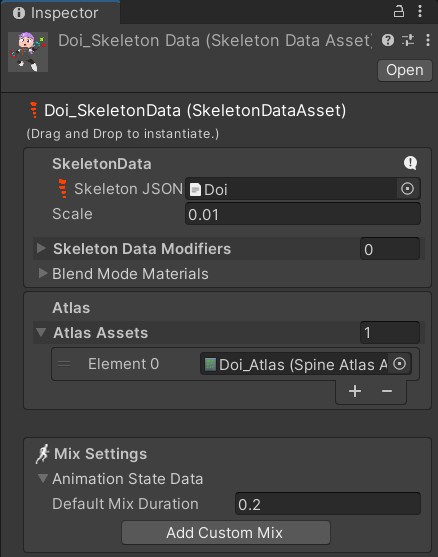 Inspector
Doi_Skeleton Data (Skeleton Data Asset)
Open
Doi_SkeletonData (SkeletonDataAsset)
(Drag and Drop to instantiate.)
SkeletonData
Skeleton JSON Doi
Scale 0.01
Skeleton Data Modifiers 0
Blend Mode Materials
Atlas
Atlas Assets 1
Element 0 Doi_Atlas (Spine Atlas A
Mix Settings
Animation State Data
Default Mix Duration 0.2
Add Custom Mix